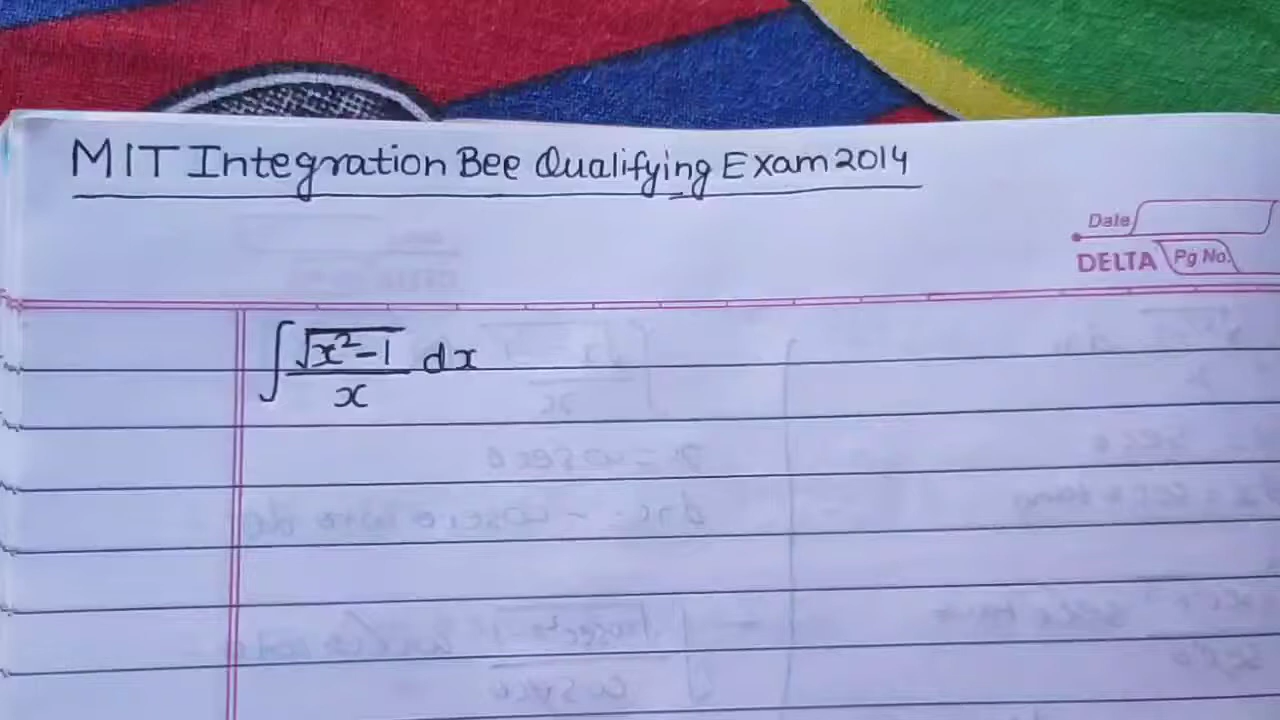 MIT Integration Bee Qualifying Exam 2014
Date
DELTA Pg No.
∫ √(x²-1) / x dx